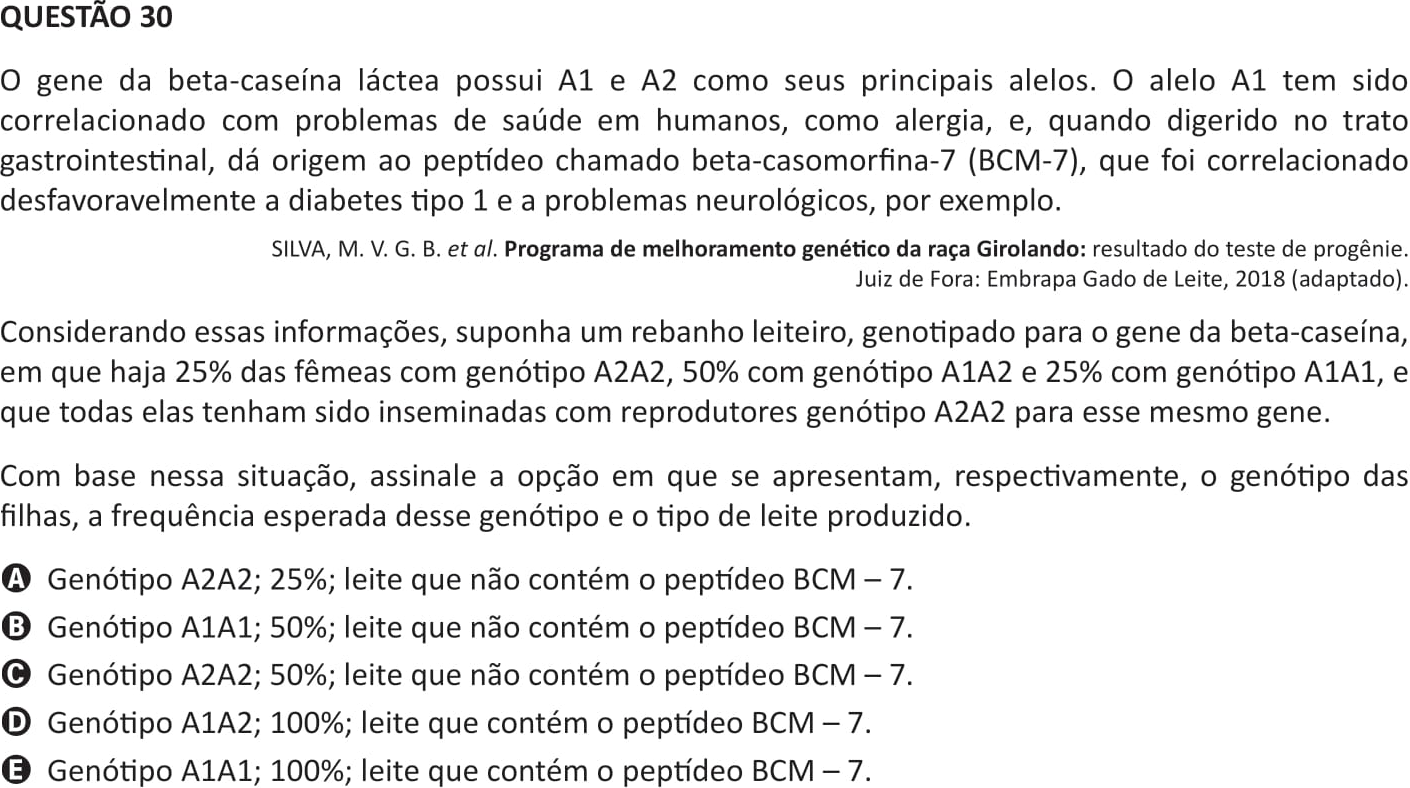 QUESTÃO 30
O gene da beta-caseína láctea possui A1 e A2 como seus principais alelos. O alelo A1 tem sido
correlacionado com problemas de saúde em humanos, como alergia, e, quando digerido no trato
gastrointestinal, dá origem ao peptídeo chamado beta-casomorfina-7 (BCM-7), que foi correlacionado
desfavoravelmente a diabetes tipo 1 e a problemas neurológicos, por exemplo.
SILVA, M. V. G. B. et al. Programa de melhoramento genético da raça Girolando: resultado do teste de progênie.
Juiz de Fora: Embrapa Gado de Leite, 2018 (adaptado).
Considerando essas informações, suponha um rebanho leiteiro, genotipado para o gene da beta-caseína,
em que haja 25% das fêmeas com genótipo A2A2, 50% com genótipo A1A2 e 25% com genótipo A1A1, e
que todas elas tenham sido inseminadas com reprodutores genótipo A2A2 para esse mesmo gene.
Com base nessa situação, assinale a opção em que se apresentam, respectivamente, o genótipo das
filhas, a frequência esperada desse genótipo e o tipo de leite produzido.
A Genótipo A2A2; 25%; leite que não contém o peptídeo BCM – 7.
B Genótipo A1A1; 50%; leite que não contém o peptídeo BCM – 7.
C Genótipo A2A2; 50%; leite que não contém o peptídeo BCM – 7.
D Genótipo A1A2; 100%; leite que contém o peptídeo BCM – 7.
E Genótipo A1A1; 100%; leite que contém o peptídeo BCM – 7.